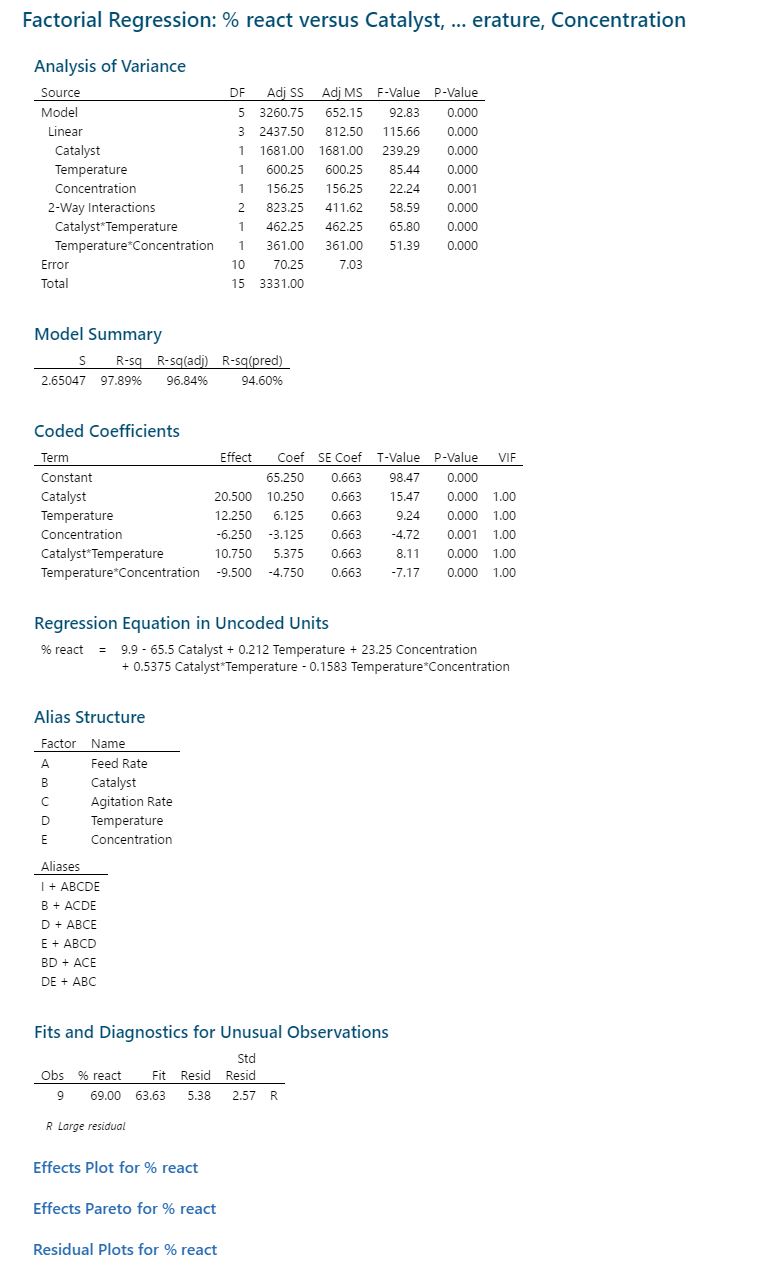 Factorial Regression: % react versus Catalyst, ... erature, Concentration
Analysis of Variance
Source DF Adj SS Adj MS F-Value P-Value
Model 5 3260.75 652.15 92.83 0.000
Linear 3 2437.50 812.50 115.66 0.000
Catalyst 1 1681.00 1681.00 239.29 0.000
Temperature 1 600.25 600.25 85.44 0.000
Concentration 1 156.25 156.25 22.24 0.001
2-Way Interactions 2 823.25 411.62 58.59 0.000
Catalyst*Temperature 1 462.25 462.25 65.80 0.000
Temperature*Concentration 1 361.00 361.00 51.39 0.000
Error 10 70.25 7.03
Total 15 3331.00
Model Summary
S R-sq R-sq(adj) R-sq(pred)
2.65047 97.89% 96.84% 94.60%
Coded Coefficients
Term Effect Coef SE Coef T-Value P-Value VIF
Constant 65.250 0.663 98.47 0.000
Catalyst 20.500 10.250 0.663 15.47 0.000 1.00
Temperature 12.250 6.125 0.663 9.24 0.000 1.00
Concentration -6.250 -3.125 0.663 -4.72 0.001 1.00
Catalyst*Temperature 10.750 5.375 0.663 8.11 0.000 1.00
Temperature*Concentration -9.500 -4.750 0.663 -7.17 0.000 1.00
Regression Equation in Uncoded Units
% react = 9.9 - 65.5 Catalyst + 0.212 Temperature + 23.25 Concentration
+ 0.5375 Catalyst*Temperature - 0.1583 Temperature*Concentration
Alias Structure
Factor Name
A Feed Rate
B Catalyst
C Agitation Rate
D Temperature
E Concentration
Aliases
I + ABCDE
B + ACDE
D + ABCE
E + ABCD
BD + ACE
DE + ABC
Fits and Diagnostics for Unusual Observations
Std
Obs % react Fit Resid Resid
9 69.00 63.63 5.38 2.57 R
R Large residual
Effects Plot for % react
Effects Pareto for % react
Residual Plots for % react